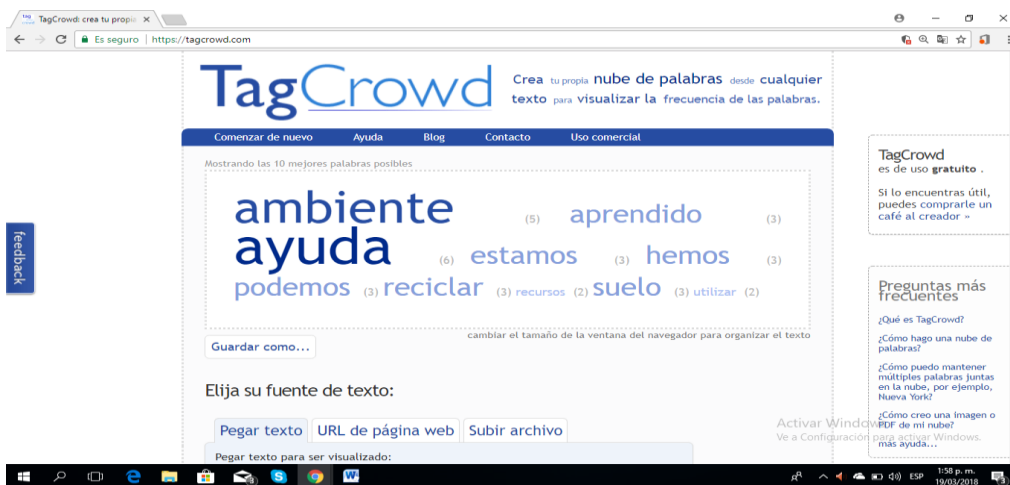 TagCrowd: crea tu propi
Es seguro | https://tagcrowd.com
TagCrowd
Crea tu propia nube de palabras desde cualquier
texto para visualizar la frecuencia de las palabras.
Comenzar de nuevo Ayuda Blog Contacto Uso comercial
Mostrando las 10 mejores palabras posibles
ambiente (5) aprendido (3)
ayuda (6) estamos (3) hemos (3)
podemos (3) reciclar (3) recursos (2) suelo (3) utilizar (2)
cambiar el tamaño de la ventana del navegador para organizar el texto
Guardar como...
Elija su fuente de texto:
Pegar texto URL de página web Subir archivo
Pegar texto para ser visualizado:
feedback
TagCrowd
es de uso gratuito .
Si lo encuentras útil,
puedes comprarle un
café al creador »
Preguntas más
frecuentes
¿Qué es TagCrowd?
¿Cómo hago una nube de
palabras?
¿Cómo puedo mantener
múltiples palabras juntas
en la nube, por ejemplo,
Nueva York?
¿Cómo creo una imagen o
PDF de mi nube?
más ayuda...
Activar Windows
Ve a Configuración para activar Windows.
ESP
1:58 p. m.
19/03/2018